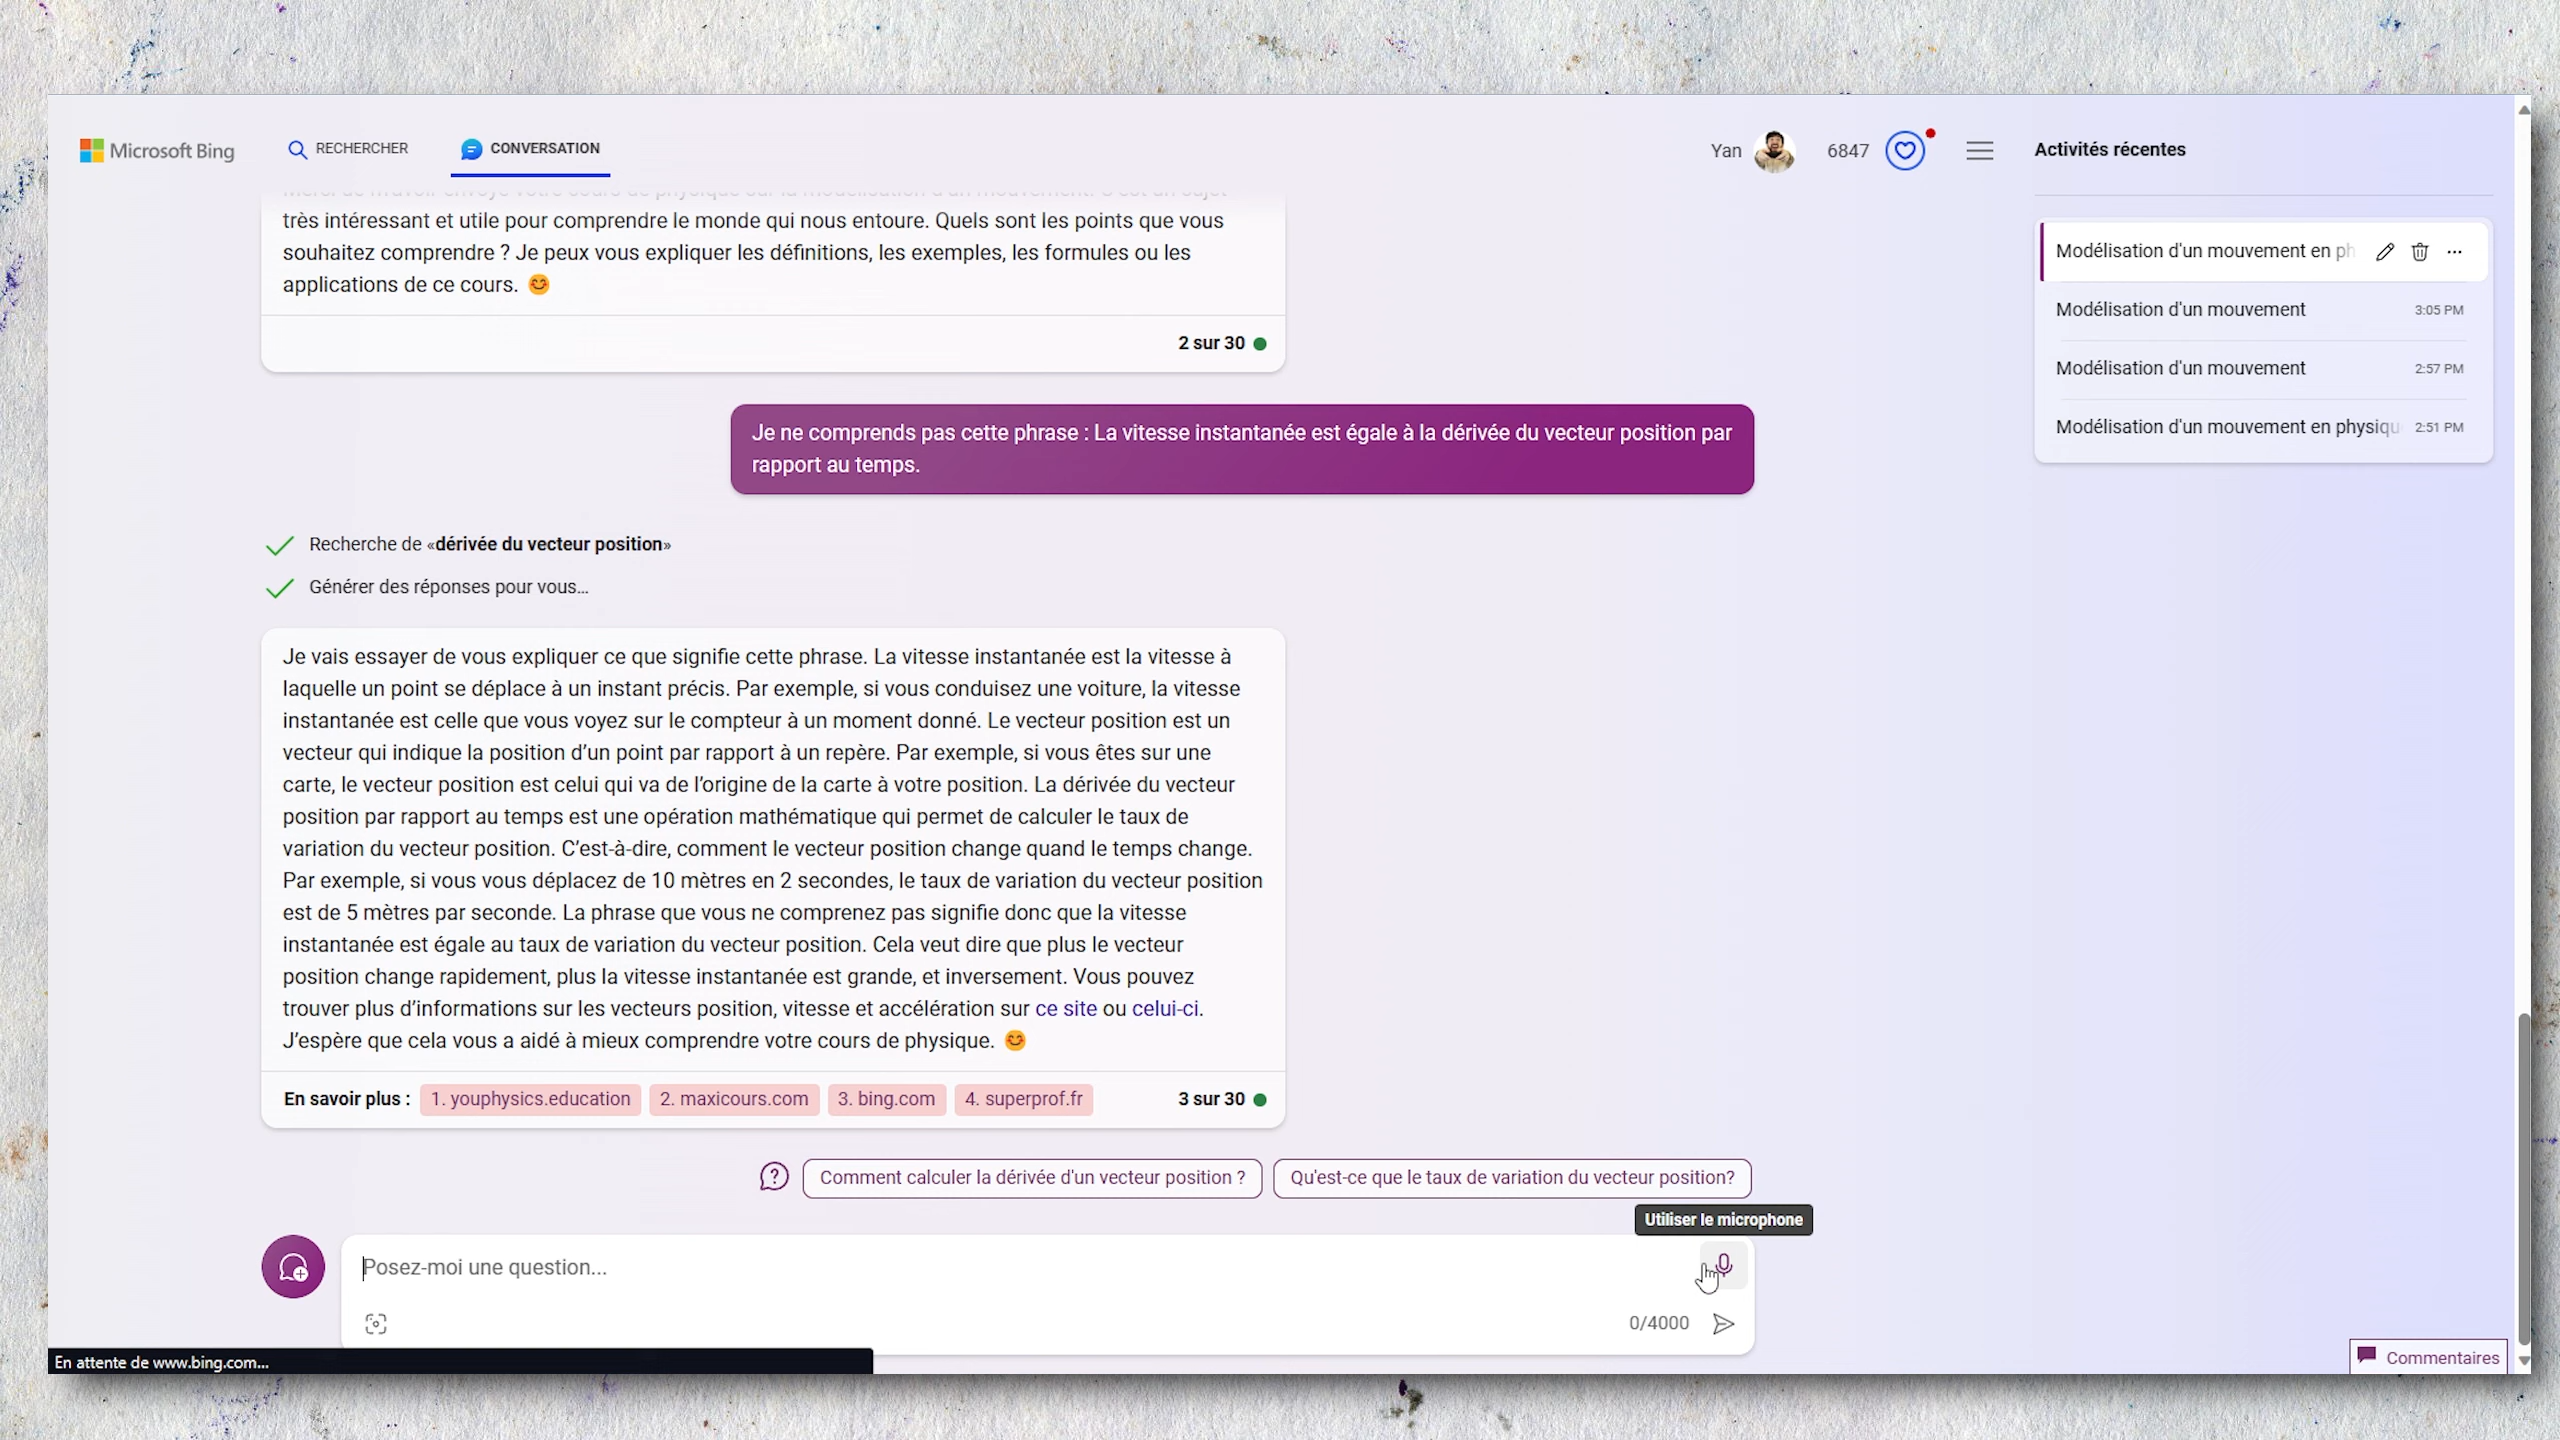 Microsoft Bing
RECHERCHER
CONVERSATION
Yan
6847
Activités récentes
très intéressant et utile pour comprendre le monde qui nous entoure. Quels sont les points que vous
souhaitez comprendre ? Je peux vous expliquer les définitions, les exemples, les formules ou les
applications de ce cours. 😊
2 sur 30
Modélisation d'un mouvement en ph
Modélisation d'un mouvement 3:05 PM
Modélisation d'un mouvement 2:57 PM
Modélisation d'un mouvement en physiqu 2:51 PM
Je ne comprends pas cette phrase : La vitesse instantanée est égale à la dérivée du vecteur position par
rapport au temps.
Recherche de «dérivée du vecteur position»
Générer des réponses pour vous…
Je vais essayer de vous expliquer ce que signifie cette phrase. La vitesse instantanée est la vitesse à
laquelle un point se déplace à un instant précis. Par exemple, si vous conduisez une voiture, la vitesse
instantanée est celle que vous voyez sur le compteur à un moment donné. Le vecteur position est un
vecteur qui indique la position d’un point par rapport à un repère. Par exemple, si vous êtes sur une
carte, le vecteur position est celui qui va de l’origine de la carte à votre position. La dérivée du vecteur
position par rapport au temps est une opération mathématique qui permet de calculer le taux de
variation du vecteur position. C’est-à-dire, comment le vecteur position change quand le temps change.
Par exemple, si vous vous déplacez de 10 mètres en 2 secondes, le taux de variation du vecteur position
est de 5 mètres par seconde. La phrase que vous ne comprenez pas signifie donc que la vitesse
instantanée est égale au taux de variation du vecteur position. Cela veut dire que plus le vecteur
position change rapidement, plus la vitesse instantanée est grande, et inversement. Vous pouvez
trouver plus d’informations sur les vecteurs position, vitesse et accélération sur ce site ou celui-ci.
J’espère que cela vous a aidé à mieux comprendre votre cours de physique. 😊
En savoir plus : 1. youphysics.education 2. maxicours.com 3. bing.com 4. superprof.fr 3 sur 30
Comment calculer la dérivée d'un vecteur position ? Qu'est-ce que le taux de variation du vecteur position?
Utiliser le microphone
Posez-moi une question...
0/4000
En attente de www.bing.com...
Commentaires